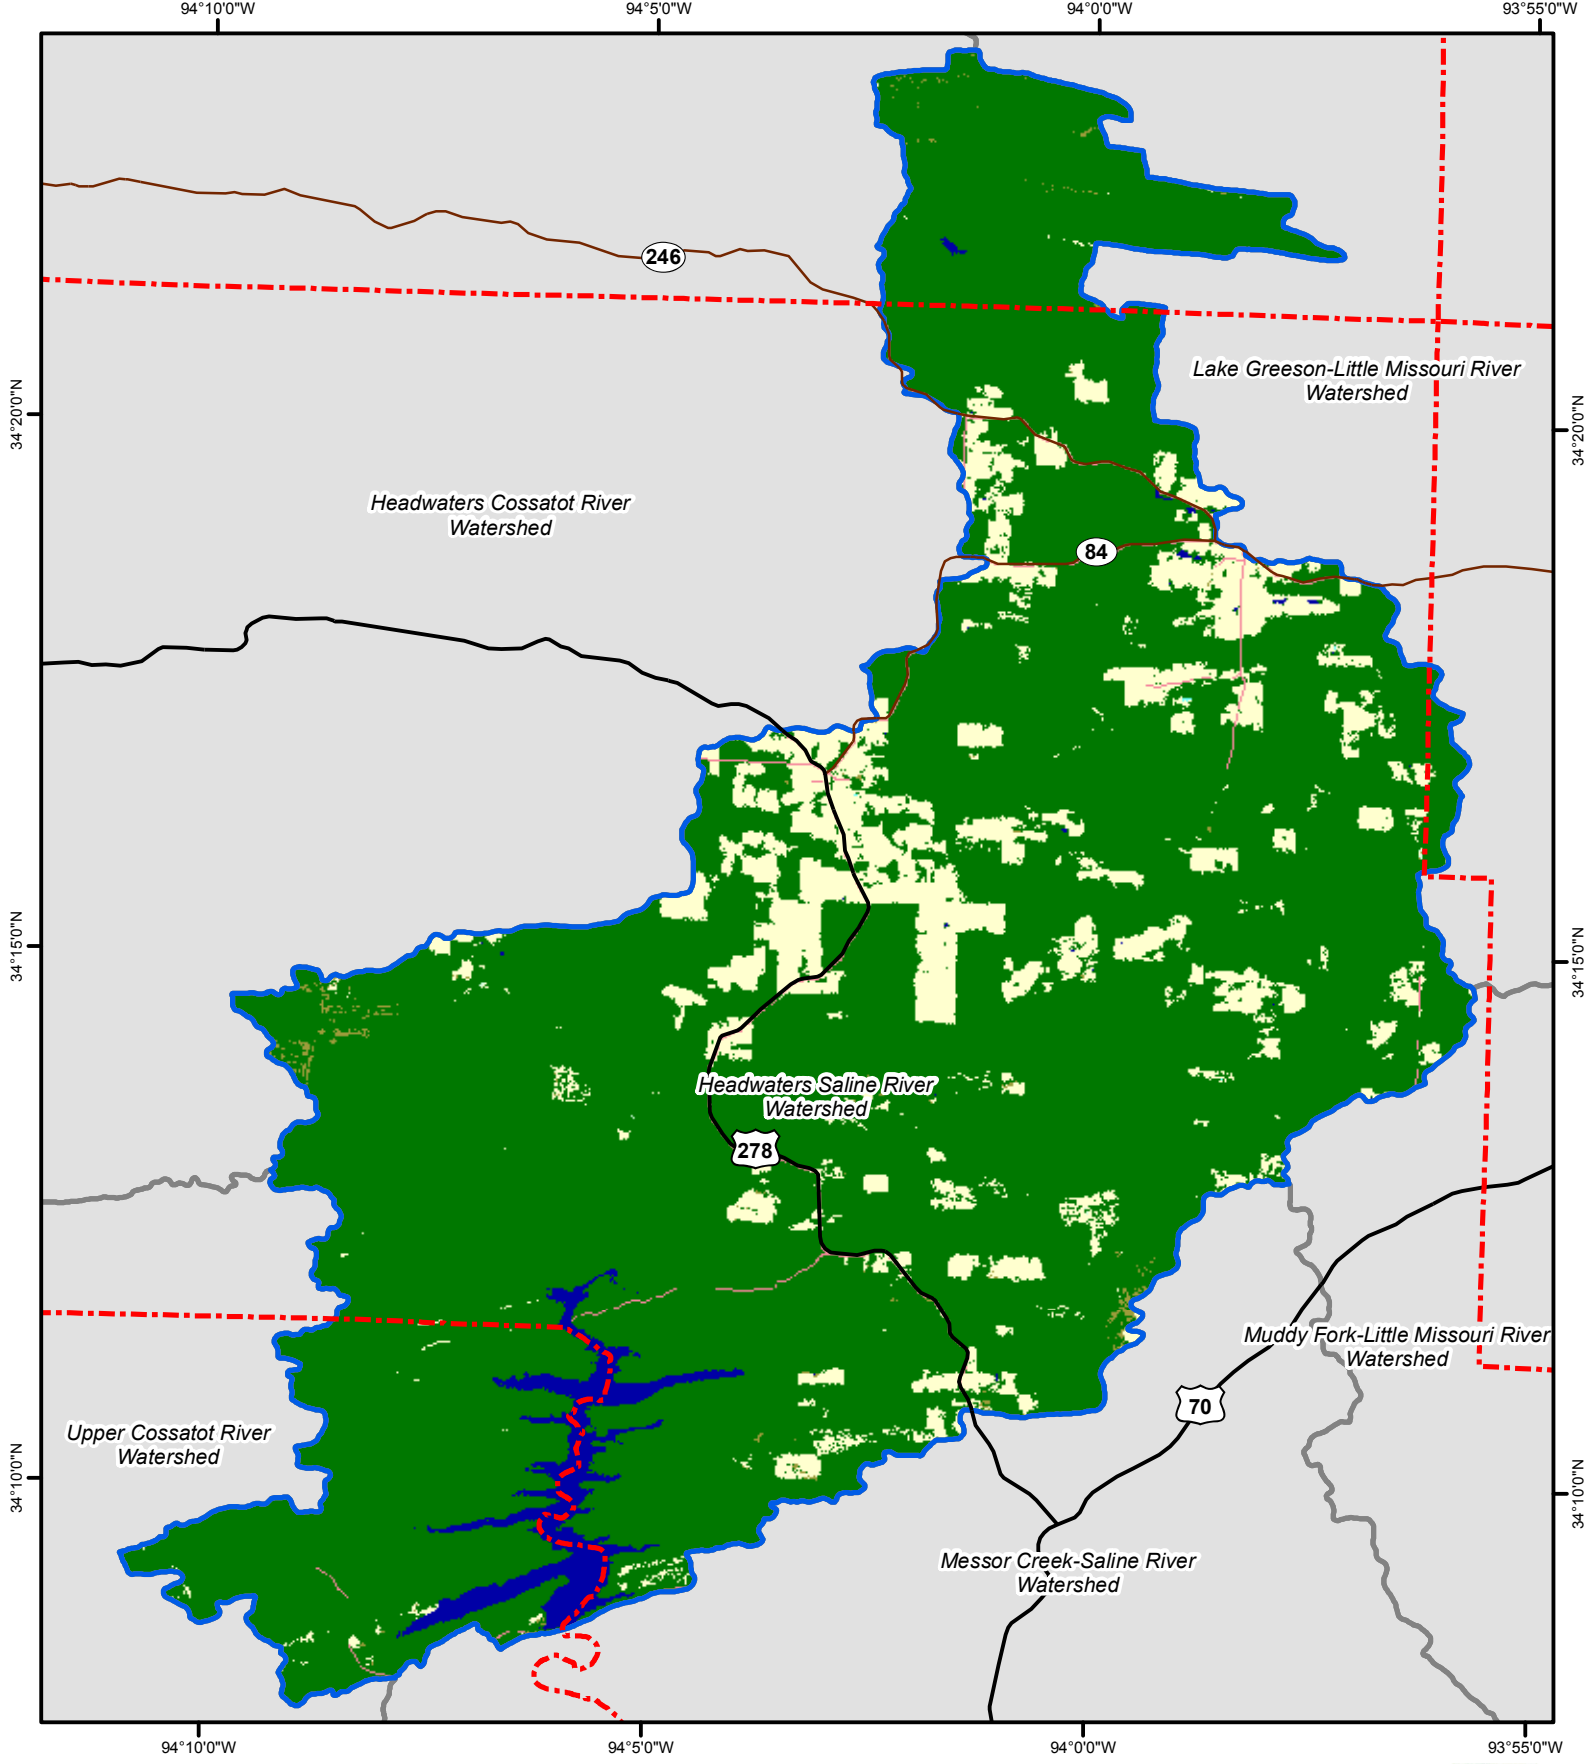 94°10'0"W
94°5'0"W
94°0'0"W
93°55'0"W
246
Lake Greeson-Little Missouri River
Watershed
34°20'0"N
34°20'0"N
Headwaters Cossatot River
Watershed
84
34°15'0"N
34°15'0"N
Headwaters Saline River
Watershed
278
Muddy Fork-Little Missouri River
Watershed
70
Upper Cossatot River
Watershed
34°10'0"N
34°10'0"N
Messor Creek-Saline River
Watershed
94°10'0"W
94°5'0"W
94°0'0"W
93°55'0"W